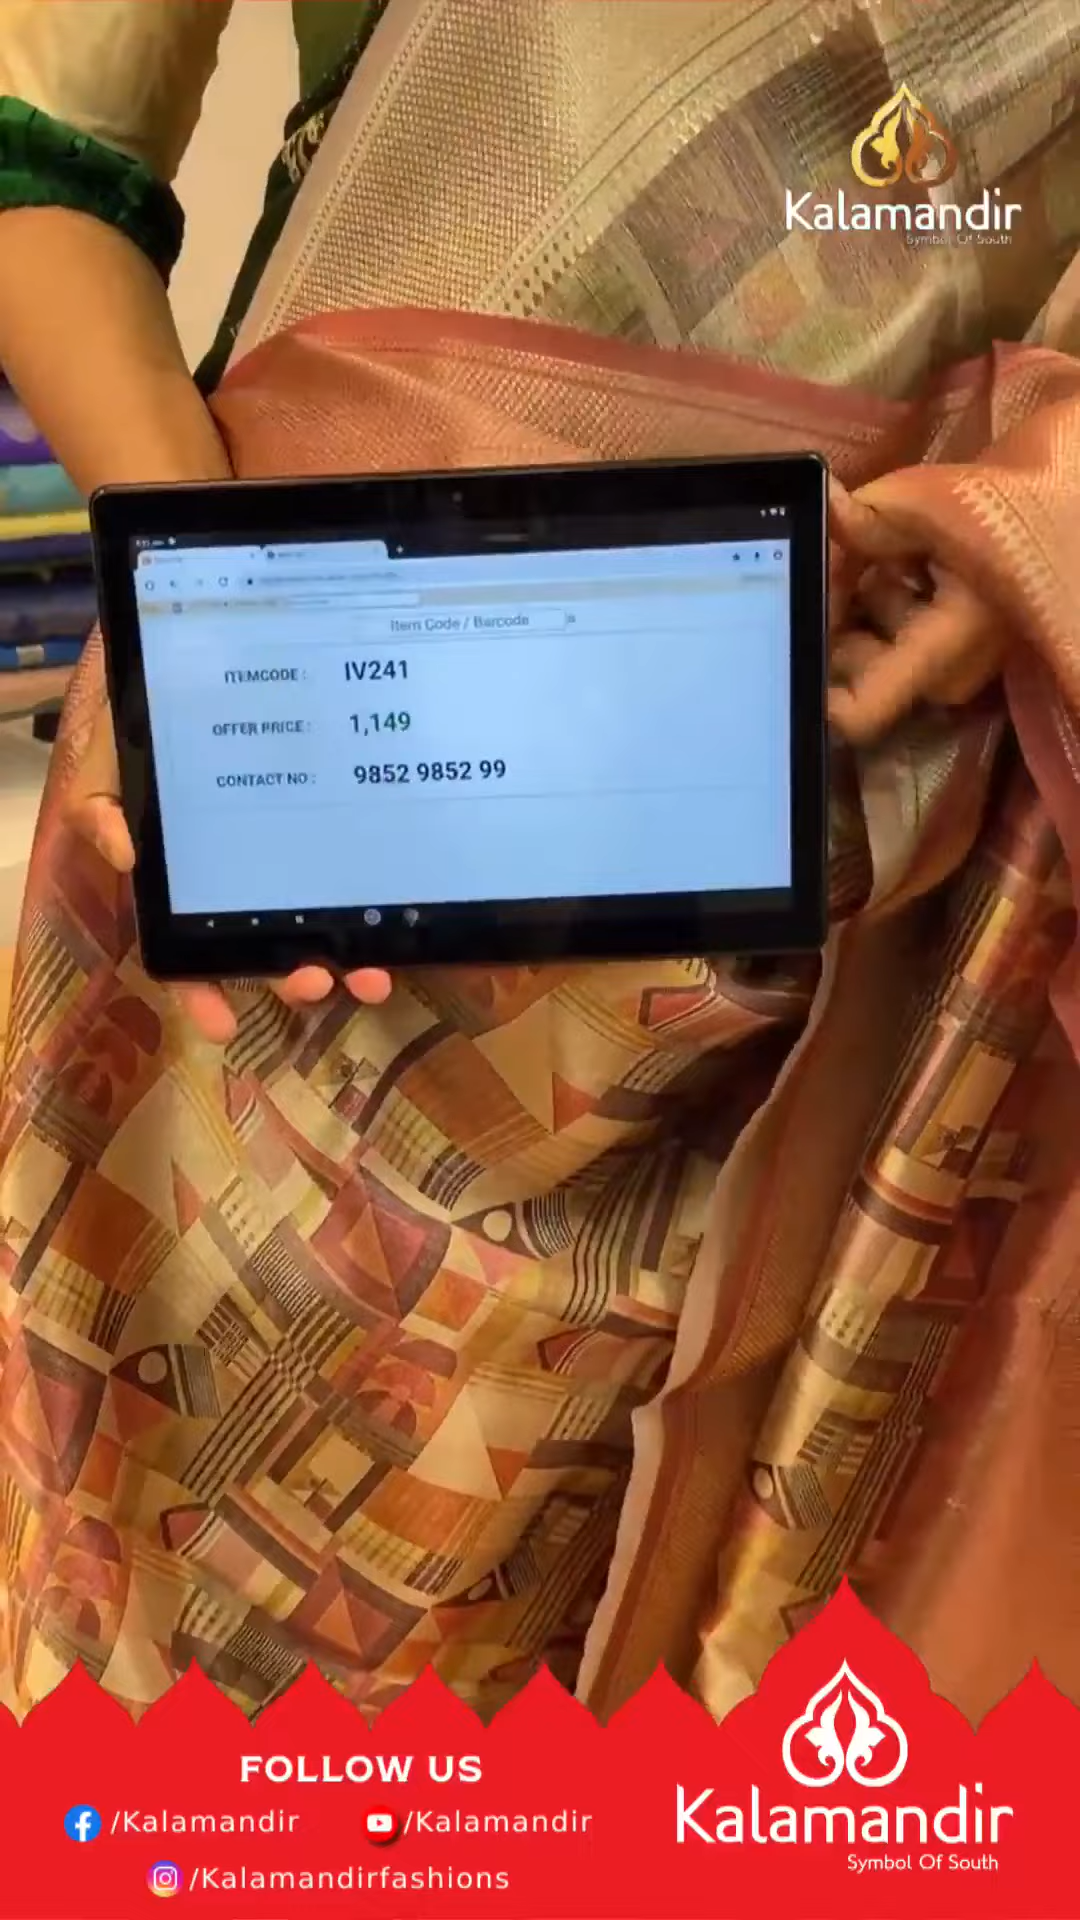 Kalamandir
Symbol Of South
Item Code / Barcode
ITEMCODE : IV241
OFFER PRICE : 1,149
CONTACT NO : 9852 9852 99
FOLLOW US
/Kalamandir
/Kalamandir
/Kalamandirfashions
Kalamandir
Symbol Of South